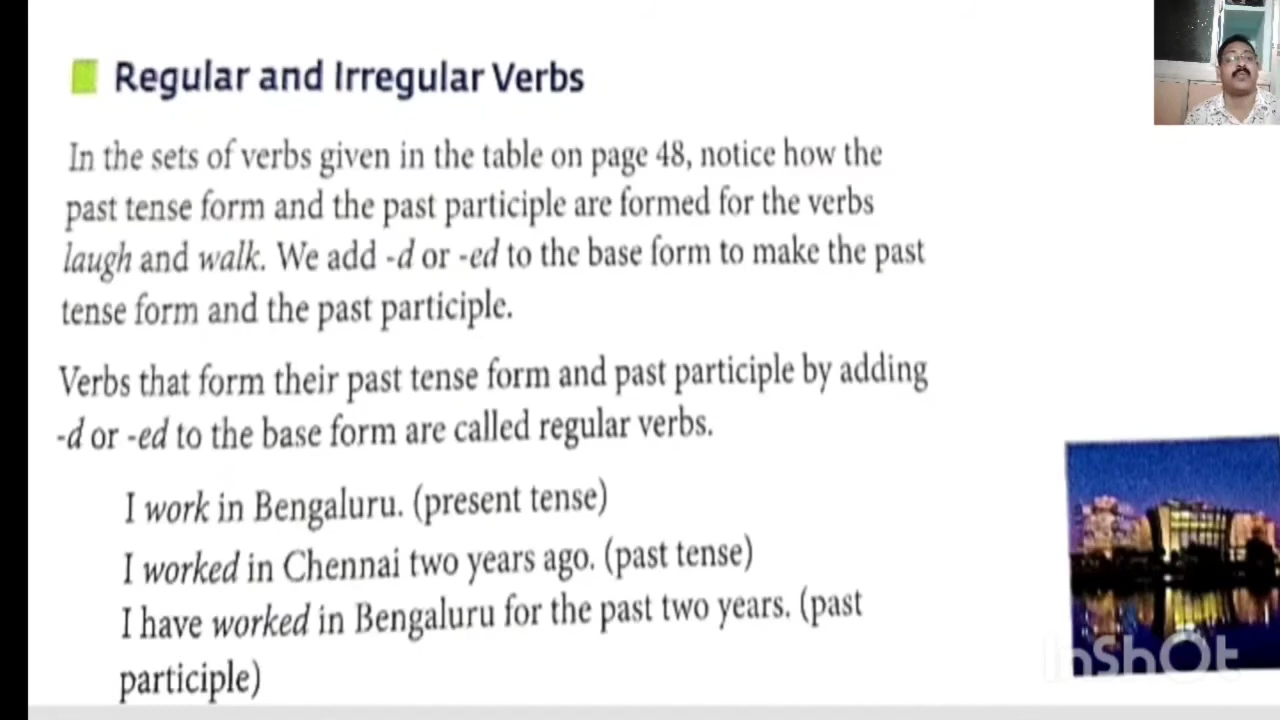 Regular and Irregular Verbs
In the sets of verbs given in the table on page 48, notice how the
past tense form and the past participle are formed for the verbs
laugh and walk. We add -d or -ed to the base form to make the past
tense form and the past participle.
Verbs that form their past tense form and past participle by adding
-d or -ed to the base form are called regular verbs.
I work in Bengaluru. (present tense)
I worked in Chennai two years ago. (past tense)
I have worked in Bengaluru for the past two years. (past
participle)
InShOt